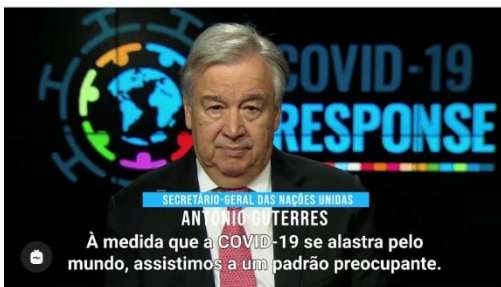 COVID-19
RESPONSE
SECRETÁRIO-GERAL DAS NAÇÕES UNIDAS
ANTÓNIO GUTERRES
À medida que a COVID-19 se alastra pelo
mundo, assistimos a um padrão preocupante.